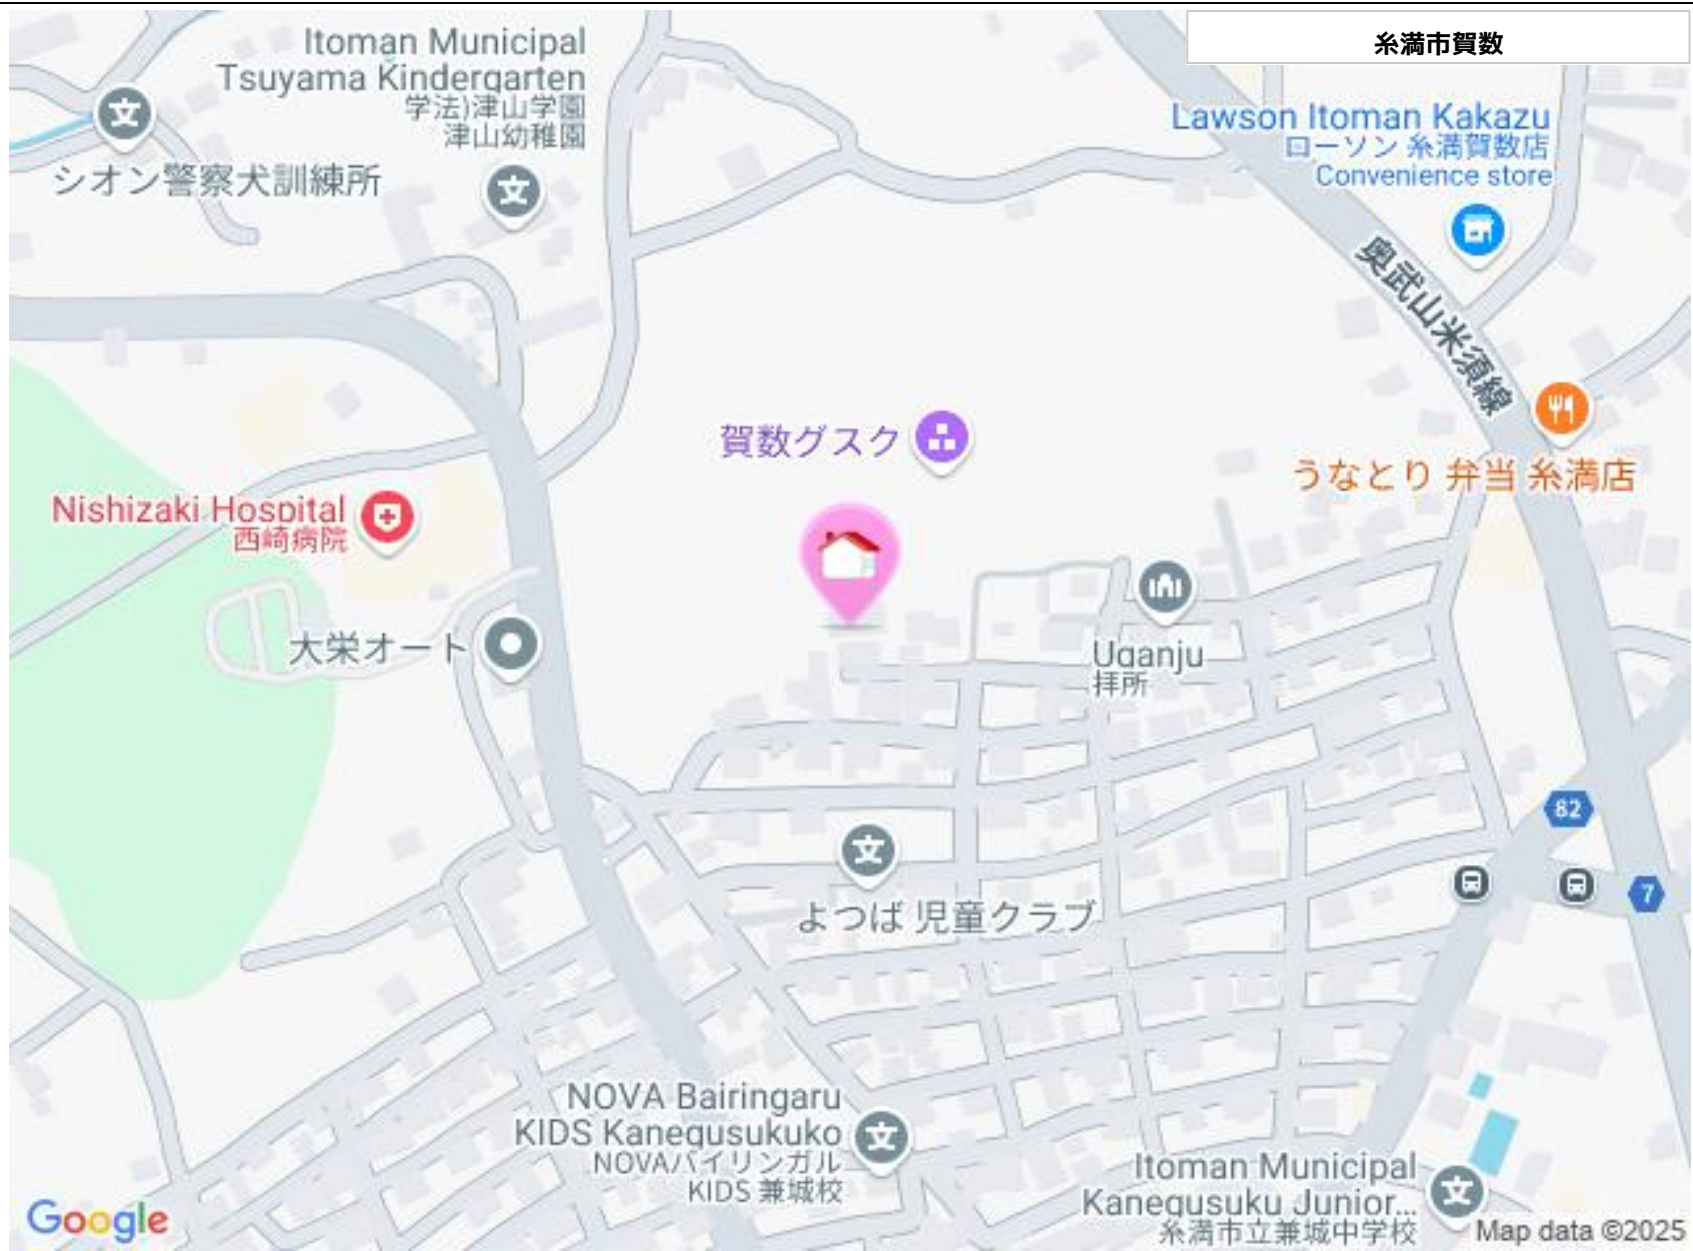 糸満市賀数
Itoman Municipal
Tsuyama Kindergarten
学法)津山学園
津山幼稚園
シオン警察犬訓練所
Lawson Itoman Kakazu
ローソン 糸満賀数店
Convenience store
奥武山米須線
賀数グスク
うなとり 弁当 糸満店
Nishizaki Hospital
西崎病院
大栄オート
Uganju
拝所
82
7
よつば 児童クラブ
NOVA Bairingaru
KIDS Kanegusukuko
NOVAバイリンガル
KIDS 兼城校
Itoman Municipal
Kanegusuku Junior...
糸満市立兼城中学校
Google
Map data ©2025